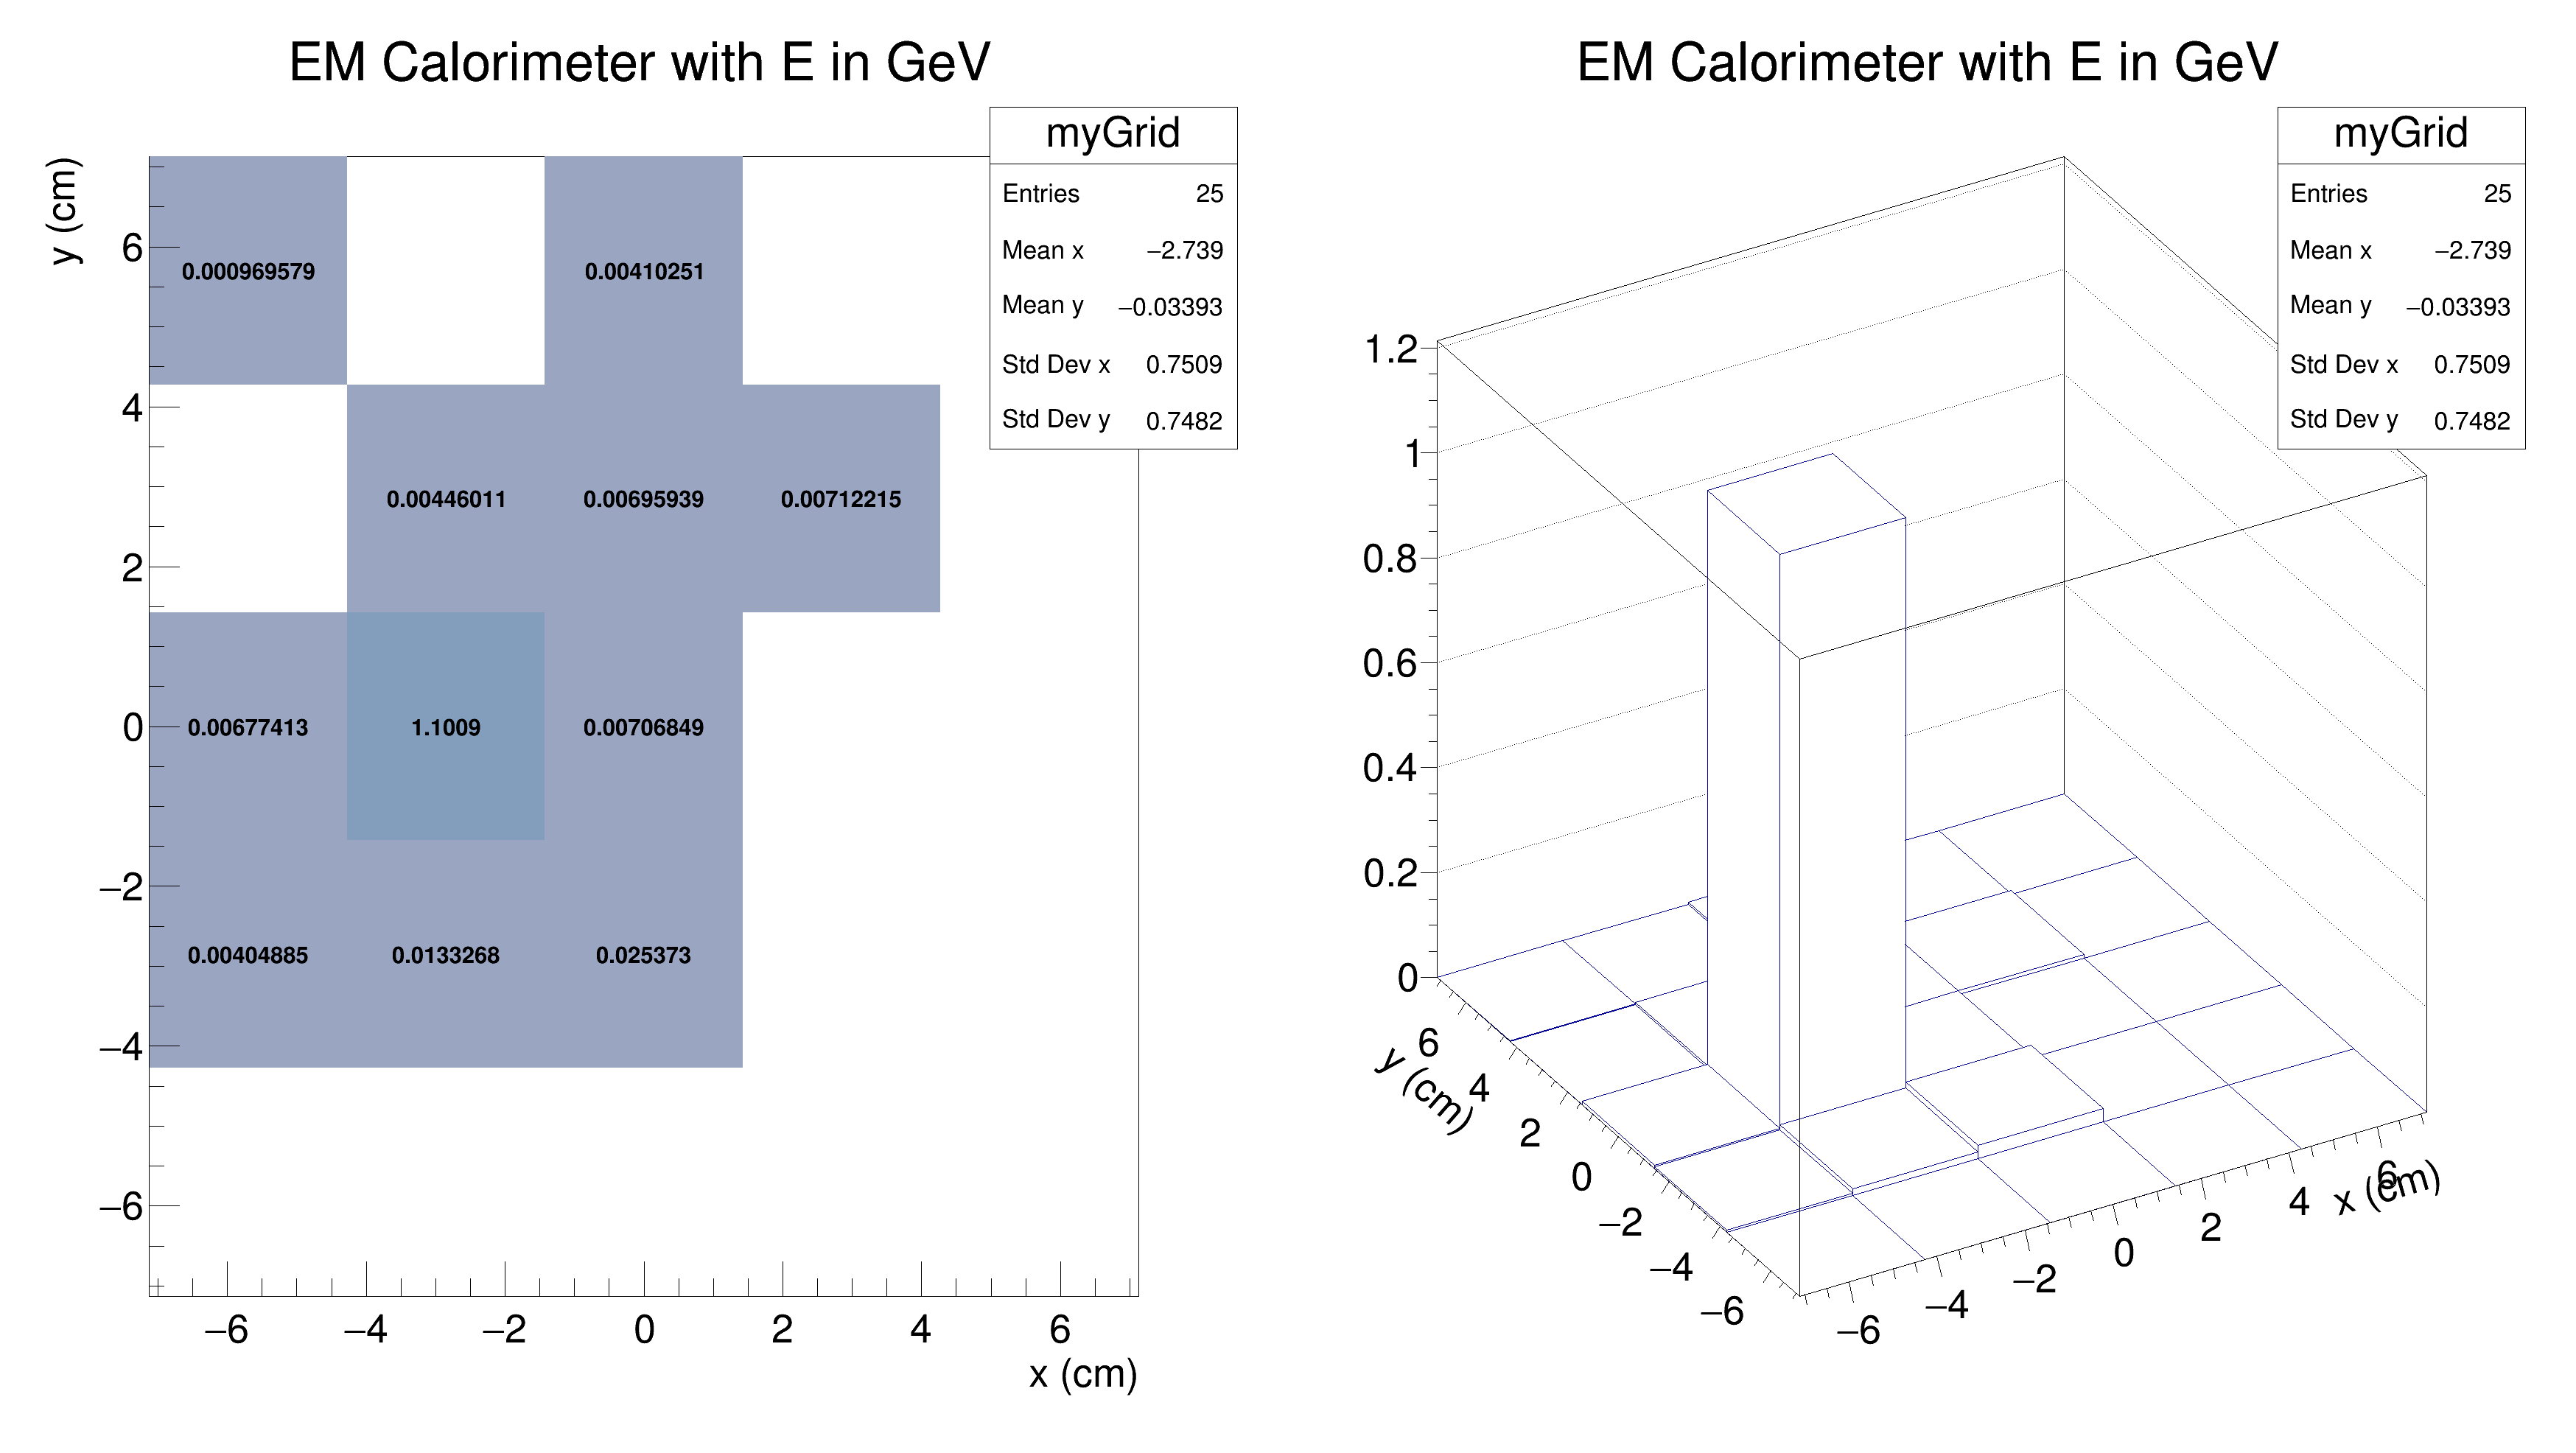 EM Calorimeter with E in GeV
myGrid
Entries 25
Mean x −2.739
Mean y −0.03393
Std Dev x 0.7509
Std Dev y 0.7482
y (cm)
6
4
2
0
−2
−4
−6
0.000969579 0.00410251
0.00446011 0.00695939 0.00712215
0.00677413 1.1009 0.00706849
0.00404885 0.0133268 0.025373
−6 −4 −2 0 2 4 6
x (cm)
EM Calorimeter with E in GeV
myGrid
Entries 25
Mean x −2.739
Mean y −0.03393
Std Dev x 0.7509
Std Dev y 0.7482
1.2
1
0.8
0.6
0.4
0.2
0
6
4
2
0
−2
−4
−6
y (cm)
−6
−4
−2
0
2
4
6
x (cm)